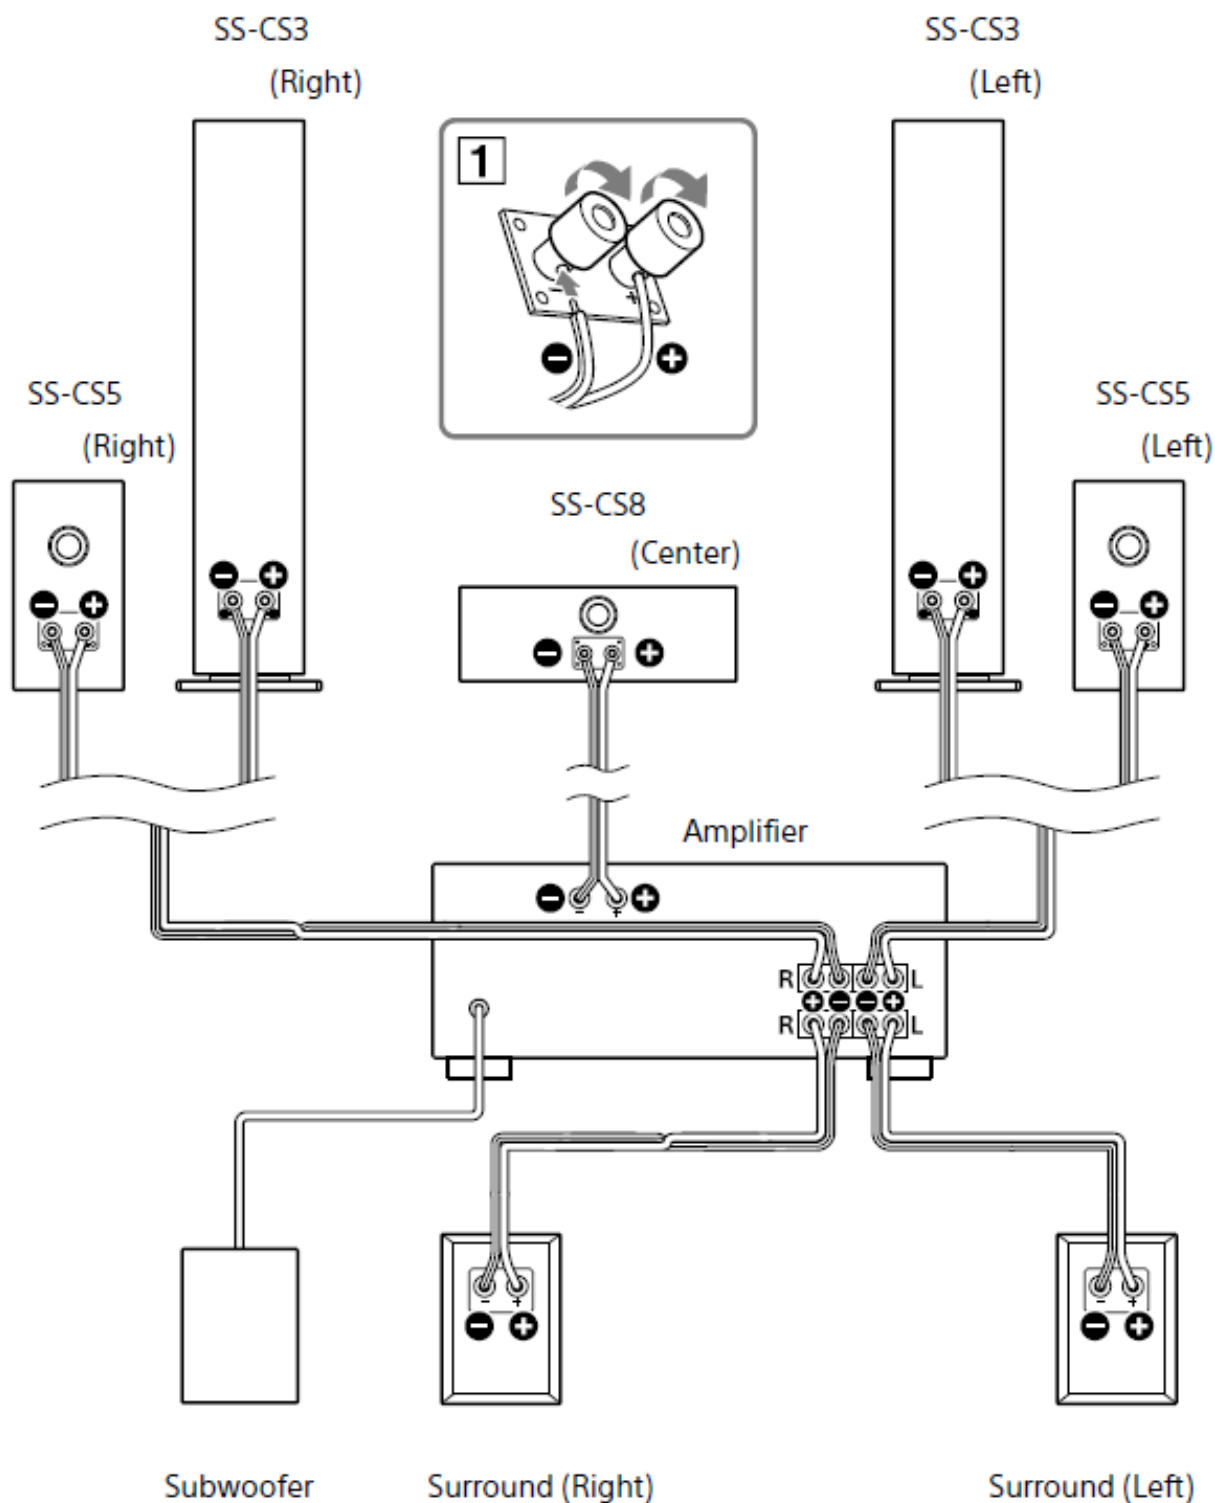 SS-CS3
(Right)
SS-CS3
(Left)
1
− +
SS-CS5
(Right)
SS-CS5
(Left)
SS-CS8
(Center)
− +
− +
− +
− +
− +
Amplifier
− +
− +
R L
+ − − +
R L
− +
− +
− +
− +
Subwoofer
Surround (Right)
Surround (Left)